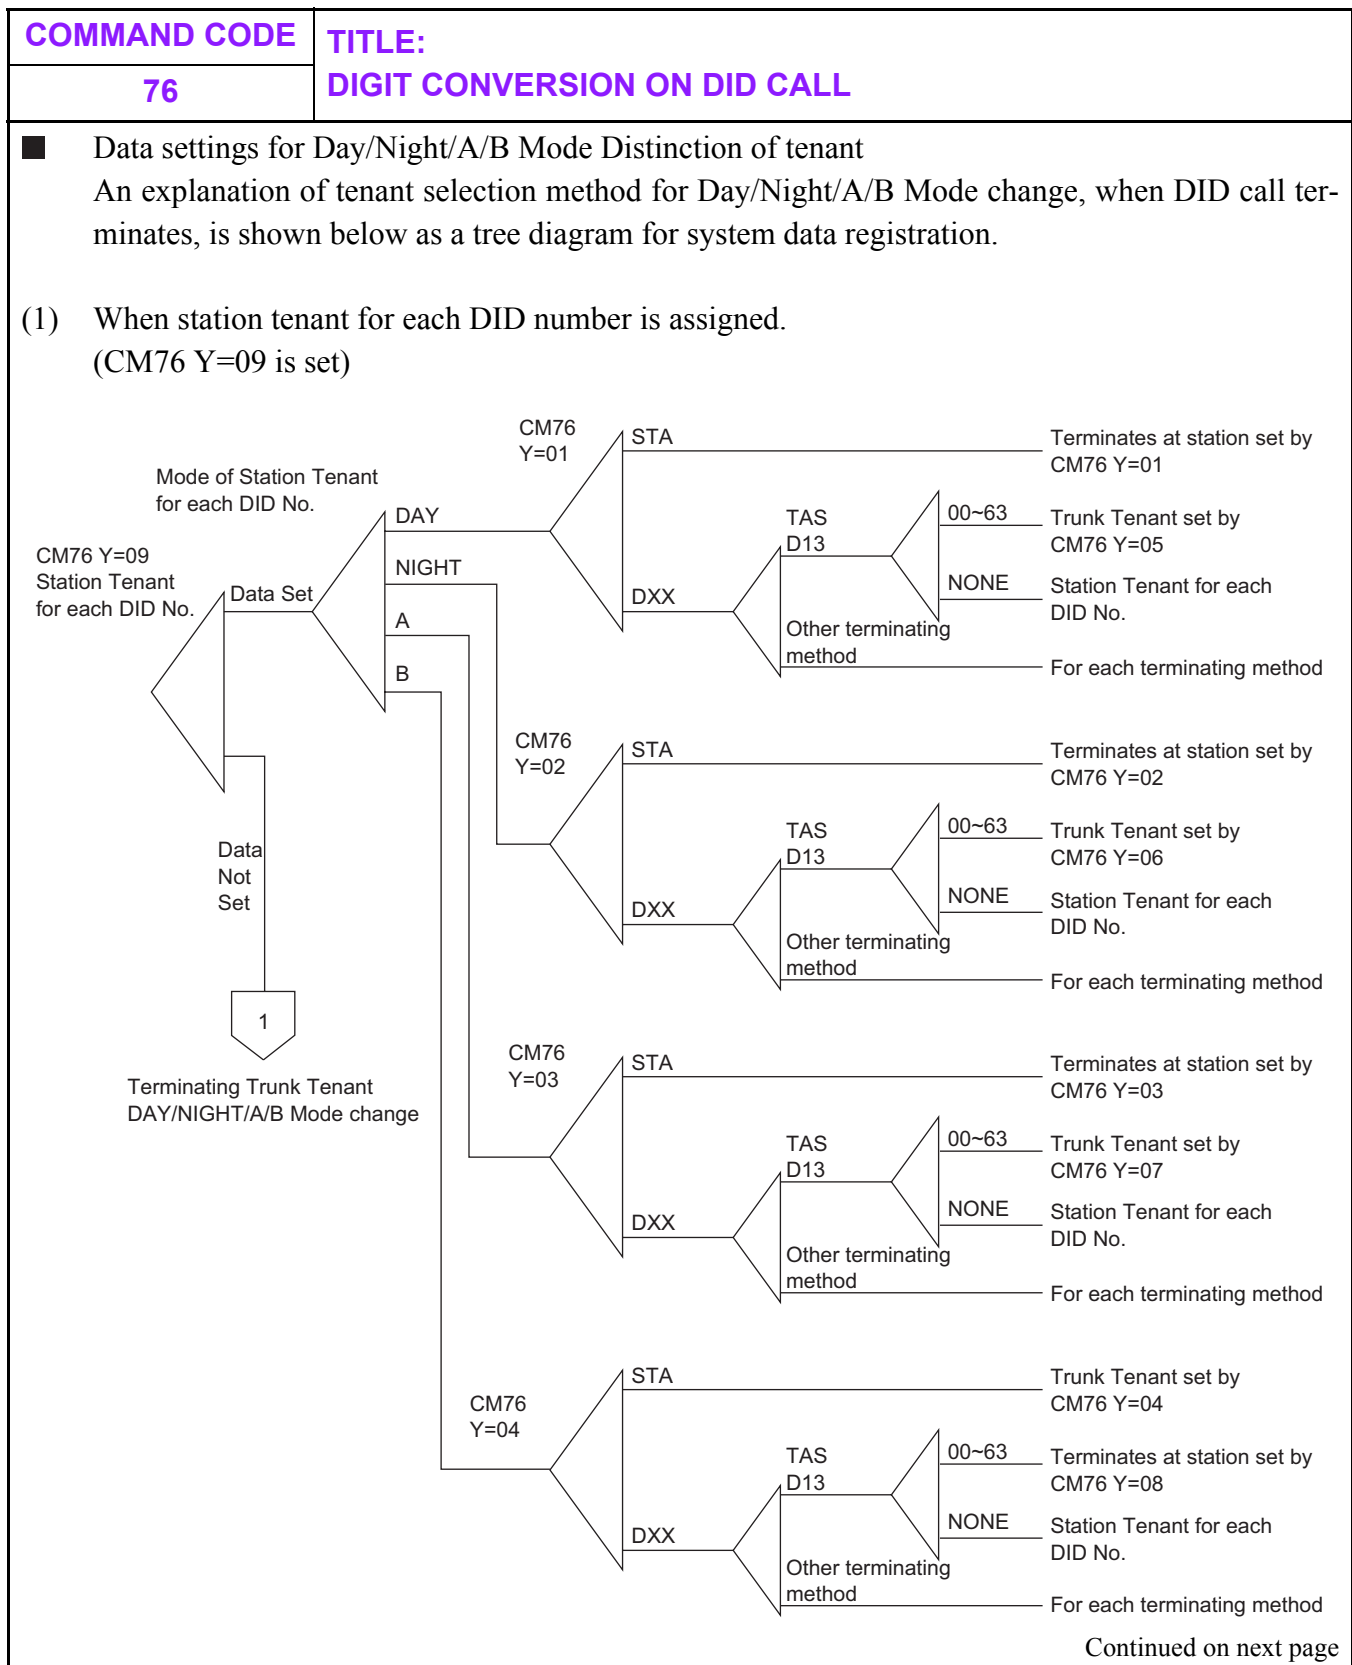 COMMAND CODE
76
TITLE:
DIGIT CONVERSION ON DID CALL
Data settings for Day/Night/A/B Mode Distinction of tenant
An explanation of tenant selection method for Day/Night/A/B Mode change, when DID call ter-
minates, is shown below as a tree diagram for system data registration.
(1) When station tenant for each DID number is assigned.
(CM76 Y=09 is set)
CM76 Y=09
Station Tenant
for each DID No.
Data Set
Data
Not
Set
1
Terminating Trunk Tenant
DAY/NIGHT/A/B Mode change
Mode of Station Tenant
for each DID No.
DAY
NIGHT
A
B
CM76
Y=01
STA
Terminates at station set by
CM76 Y=01
DXX
TAS
D13
00~63
Trunk Tenant set by
CM76 Y=05
NONE
Station Tenant for each
DID No.
Other terminating
method
For each terminating method
CM76
Y=02
STA
Terminates at station set by
CM76 Y=02
DXX
TAS
D13
00~63
Trunk Tenant set by
CM76 Y=06
NONE
Station Tenant for each
DID No.
Other terminating
method
For each terminating method
CM76
Y=03
STA
Terminates at station set by
CM76 Y=03
DXX
TAS
D13
00~63
Trunk Tenant set by
CM76 Y=07
NONE
Station Tenant for each
DID No.
Other terminating
method
For each terminating method
CM76
Y=04
STA
Trunk Tenant set by
CM76 Y=04
DXX
TAS
D13
00~63
Terminates at station set by
CM76 Y=08
NONE
Station Tenant for each
DID No.
Other terminating
method
For each terminating method
Continued on next page